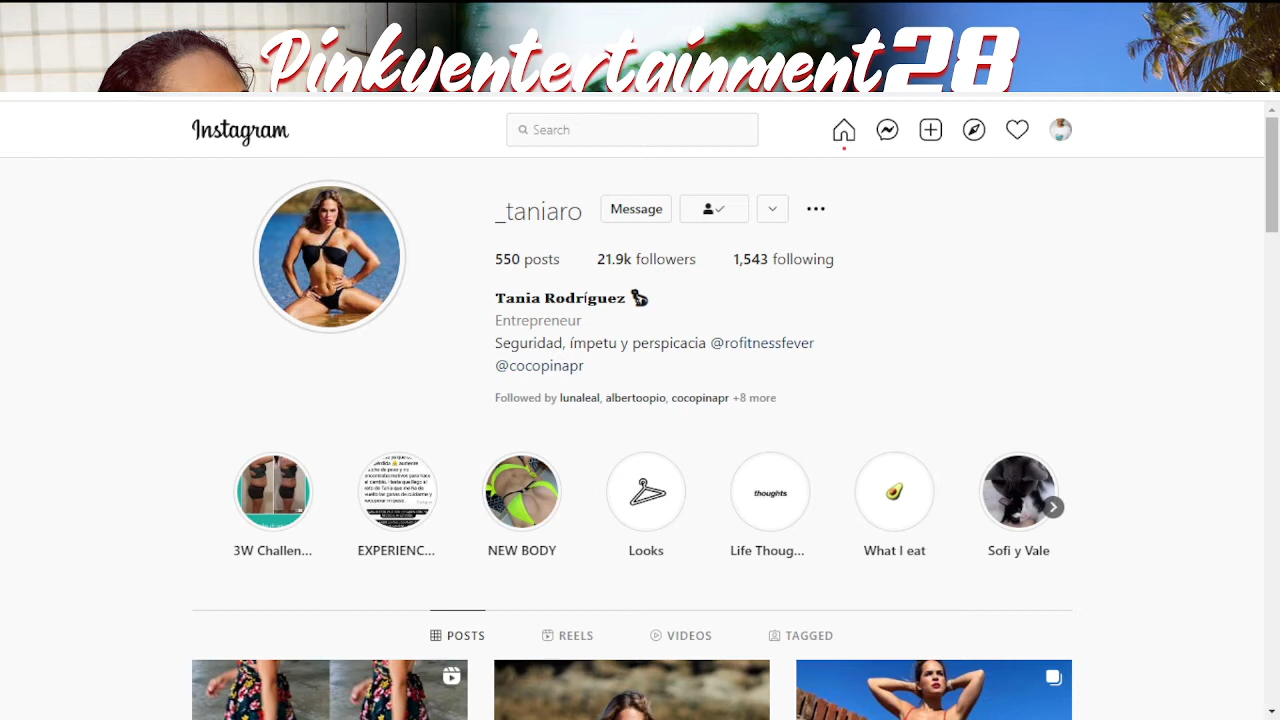 Pinkyentertainment28
Instagram
Search
_taniaro
Message
550 posts 21.9k followers 1,543 following
Tania Rodríguez
Entrepreneur
Seguridad, ímpetu y perspicacia @rofitnessfever
@cocopinapr
Followed by lunaleal, albertoopio, cocopinapr +8 more
thoughts
3W Challen... EXPERIENC... NEW BODY Looks Life Thoug... What I eat Sofi y Vale
POSTS REELS VIDEOS TAGGED